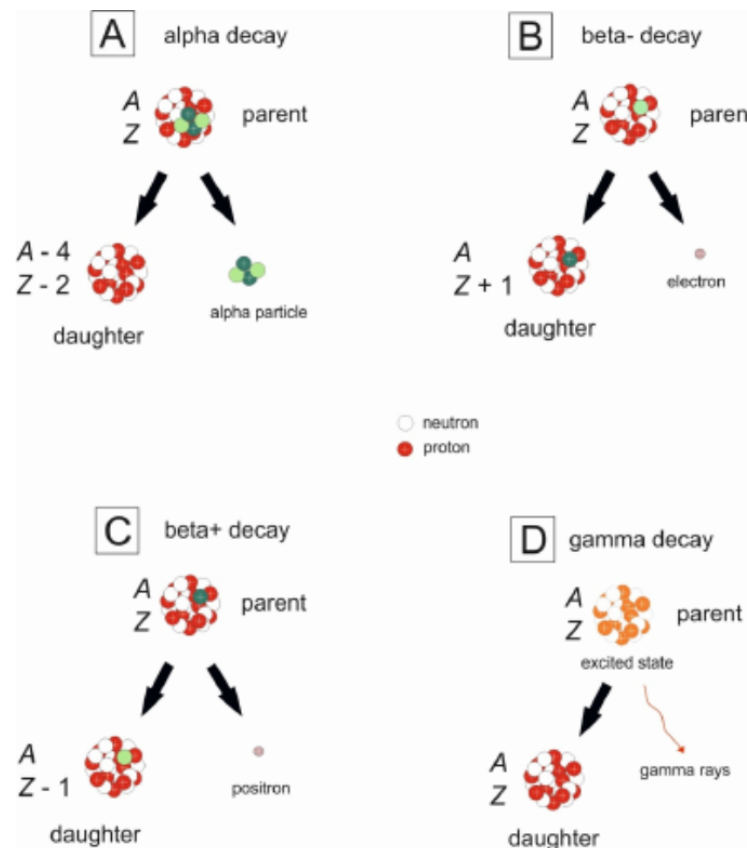 A alpha decay
A
Z
parent
A - 4
Z - 2
alpha particle
daughter
B beta- decay
A
Z
paren
A
Z + 1
electron
daughter
neutron
proton
C beta+ decay
A
Z
parent
A
Z - 1
positron
daughter
D gamma decay
A
Z
parent
excited state
A
Z
gamma rays
daughter